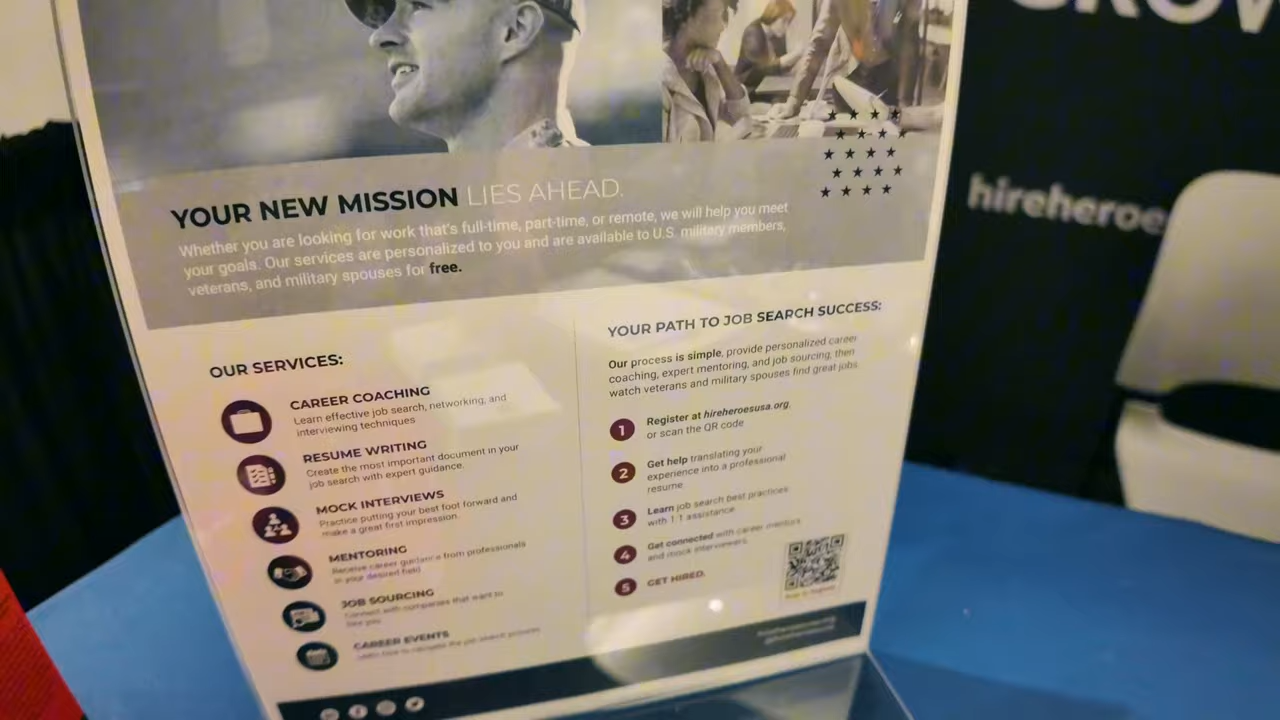 hireheroe
YOUR NEW MISSION LIES AHEAD.
Whether you are looking for work that's full-time, part-time, or remote, we will help you meet
your goals. Our services are personalized to you and are available to U.S. military members,
veterans, and military spouses for free.
OUR SERVICES:
CAREER COACHING
Learn effective job search, networking, and
interviewing techniques
RESUME WRITING
Create the most important document in your
job search with expert guidance.
MOCK INTERVIEWS
Practice putting your best foot forward and
make a great first impression.
MENTORING
Receive career guidance from professionals
in your desired field
JOB SOURCING
Connect with companies that want to
hire you
CAREER EVENTS
Learn how to navigate the job search process
YOUR PATH TO JOB SEARCH SUCCESS:
Our process is simple, provide personalized career
coaching, expert mentoring, and job sourcing, then
watch veterans and military spouses find great jobs.
1 Register at hireheroesusa.org,
or scan the QR code
2 Get help translating your
experience into a professional
resume
3 Learn job search best practices
with 1:1 assistance
4 Get connected with career mentors
and mock interviewers
5 GET HIRED.